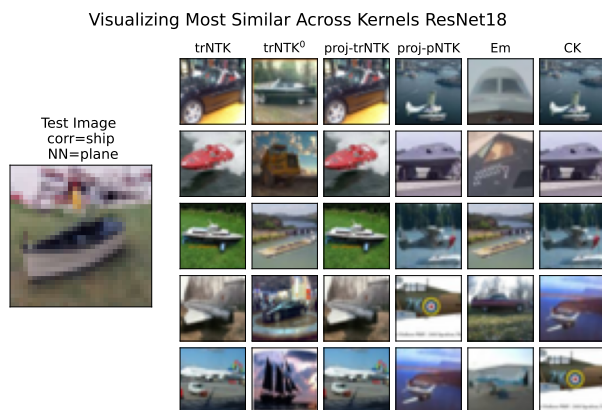 Visualizing Most Similar Across Kernels ResNet18
trNTK trNTK⁰ proj-trNTK proj-pNTK Em CK
Test Image
corr=ship
NN=plane